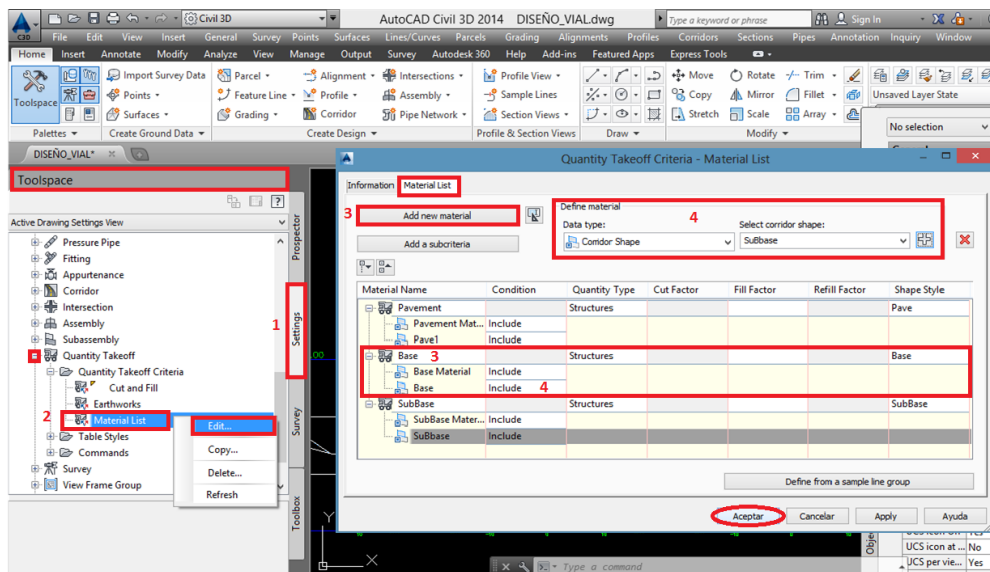 Civil 3D
AutoCAD Civil 3D 2014 DISEÑO_VIAL.dwg
Type a keyword or phrase
Sign In
C3D
File Edit View Insert General Survey Points Surfaces Lines/Curves Parcels Grading Alignments Profiles Corridors Sections Pipes Annotation Inquiry Window
Home Insert Annotate Modify Analyze View Manage Output Survey Autodesk 360 Help Add-ins Featured Apps Express Tools
Toolspace
Import Survey Data
Points
Surfaces
Parcel
Feature Line
Grading
Alignment
Profile
Corridor
Intersections
Assembly
Pipe Network
Profile View
Sample Lines
Section Views
Move
Copy
Stretch
Rotate
Mirror
Scale
Trim
Fillet
Array
Unsaved Layer State
Palettes
Create Ground Data
Create Design
Profile & Section Views
Draw
Modify
No selection
DISEÑO_VIAL*
Toolspace
Active Drawing Settings View
Pressure Pipe
Fitting
Appurtenance
Corridor
Intersection
Assembly
Subassembly
Quantity Takeoff
Quantity Takeoff Criteria
Cut and Fill
Earthworks
2 Material List
Table Styles
Commands
Survey
View Frame Group
Edit...
Copy...
Delete...
Refresh
Prospector
1 Settings
Survey
Toolbox
Quantity Takeoff Criteria - Material List
Information Material List
3 Add new material
Add a subcriteria
Define material
4
Data type:
Select corridor shape:
Corridor Shape
SuBbase
Material Name Condition Quantity Type Cut Factor Fill Factor Refill Factor Shape Style
Pavement Structures Pave
Pavement Mat... Include
Pave1 Include
Base 3 Structures Base
Base Material Include
Base Include 4
SubBase Structures SubBase
SubBase Mater... Include
SuBbase Include
Define from a sample line group
Aceptar Cancelar Apply Ayuda
Y
X
Type a command
UCS icon at ... No
UCS per vie... Yes